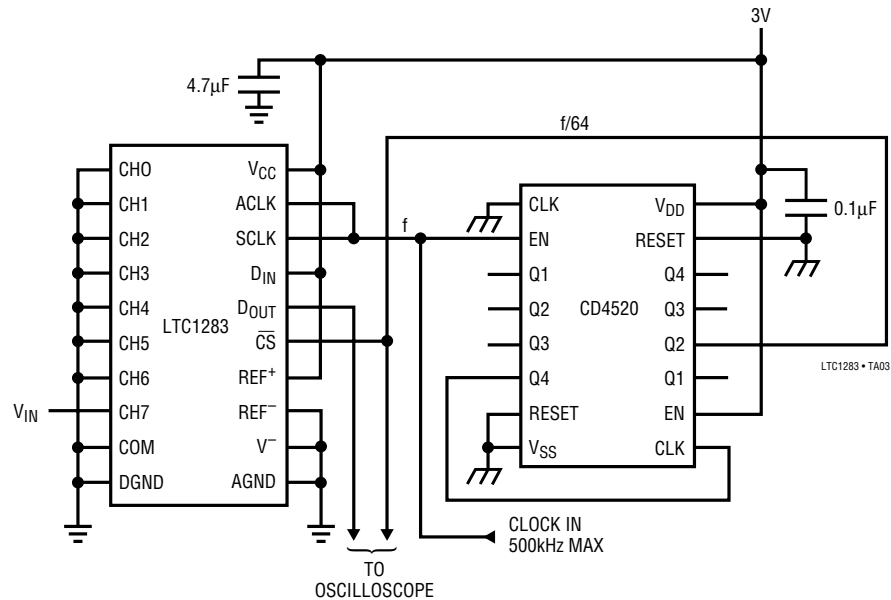 3V
4.7µF
f/64
CH0
CH1
CH2
CH3
CH4
CH5
CH6
CH7
COM
DGND
LTC1283
VCC
ACLK
SCLK
DIN
DOUT
CS
REF+
REF–
V–
AGND
VIN
f
CLK
EN
Q1
Q2
Q3
Q4
RESET
VSS
CD4520
VDD
RESET
Q4
Q3
Q2
Q1
EN
CLK
0.1µF
LTC1283 • TA03
CLOCK IN
500kHz MAX
TO
OSCILLOSCOPE